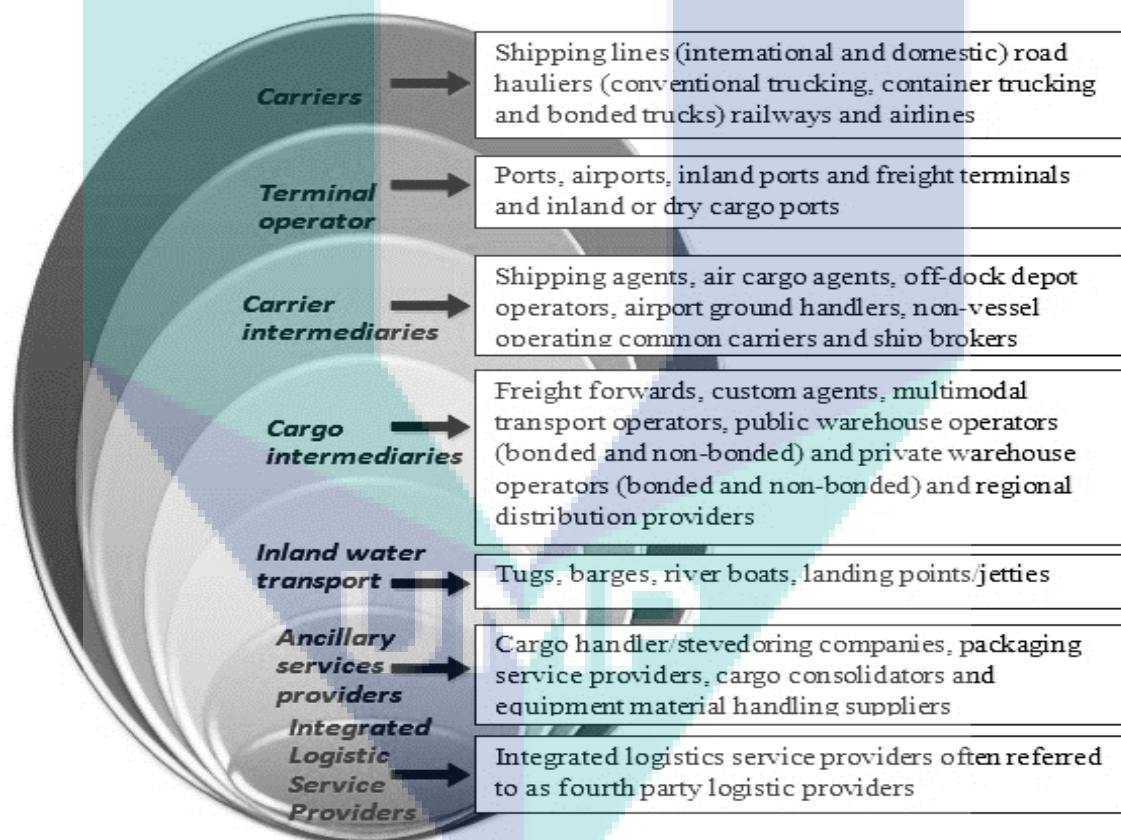 Carriers
Shipping lines (international and domestic) road
hauliers (conventional trucking, container trucking
and bonded trucks) railways and airlines
Terminal
operator
Ports, airports, inland ports and freight terminals
and inland or dry cargo ports
Carrier
intermediaries
Shipping agents, air cargo agents, off-dock depot
operators, airport ground handlers, non-vessel
operating common carriers and ship brokers
Cargo
intermediaries
Freight forwards, custom agents, multimodal
transport operators, public warehouse operators
(bonded and non-bonded) and private warehouse
operators (bonded and non-bonded) and regional
distribution providers
Inland water
transport
Tugs, barges, river boats, landing points/jetties
UMP
Ancillary
services
providers
Cargo handler/stevedoring companies, packaging
service providers, cargo consolidators and
equipment material handling suppliers
Integrated
Logistic
Service
Providers
Integrated logistics service providers often referred
to as fourth party logistic providers